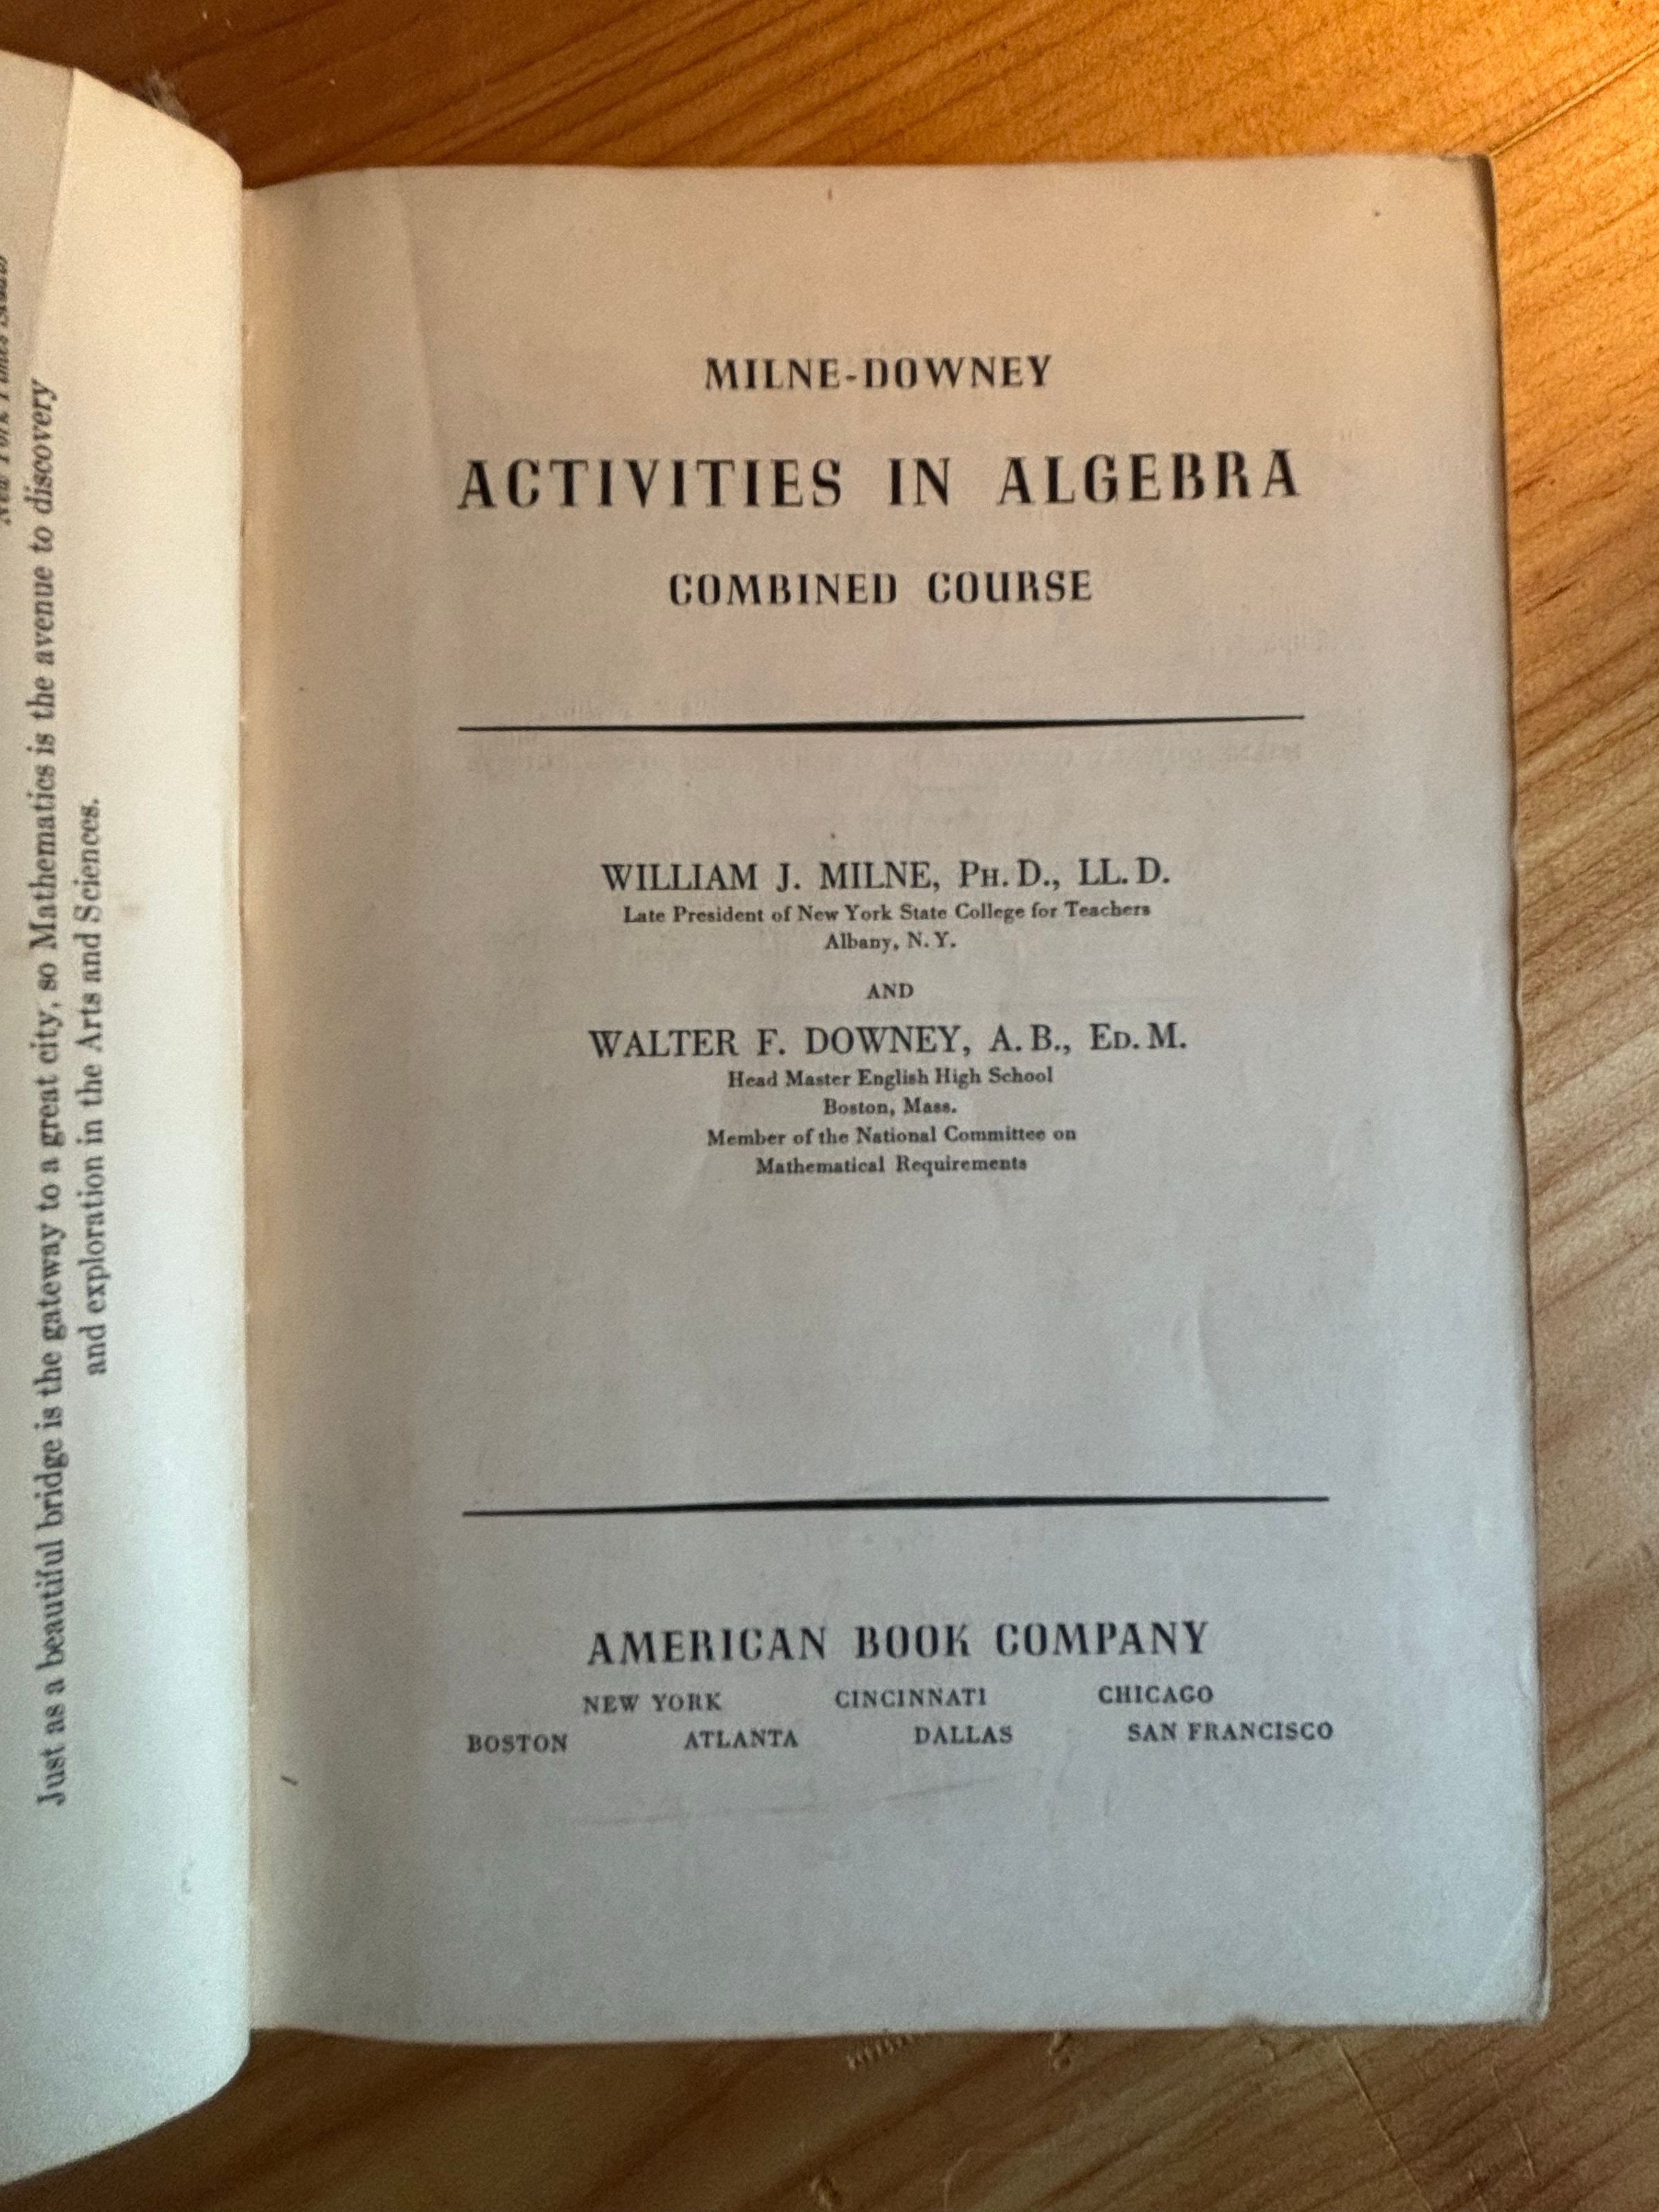 New York Times
Just as a beautiful bridge is the gateway to a great city, so Mathematics is the avenue to discovery
and exploration in the Arts and Sciences.
MILNE-DOWNEY
ACTIVITIES IN ALGEBRA
COMBINED COURSE
WILLIAM J. MILNE, PH. D., LL. D.
Late President of New York State College for Teachers
Albany, N. Y.
AND
WALTER F. DOWNEY, A. B., ED. M.
Head Master English High School
Boston, Mass.
Member of the National Committee on
Mathematical Requirements
AMERICAN BOOK COMPANY
NEW YORK CINCINNATI CHICAGO
BOSTON ATLANTA DALLAS SAN FRANCISCO